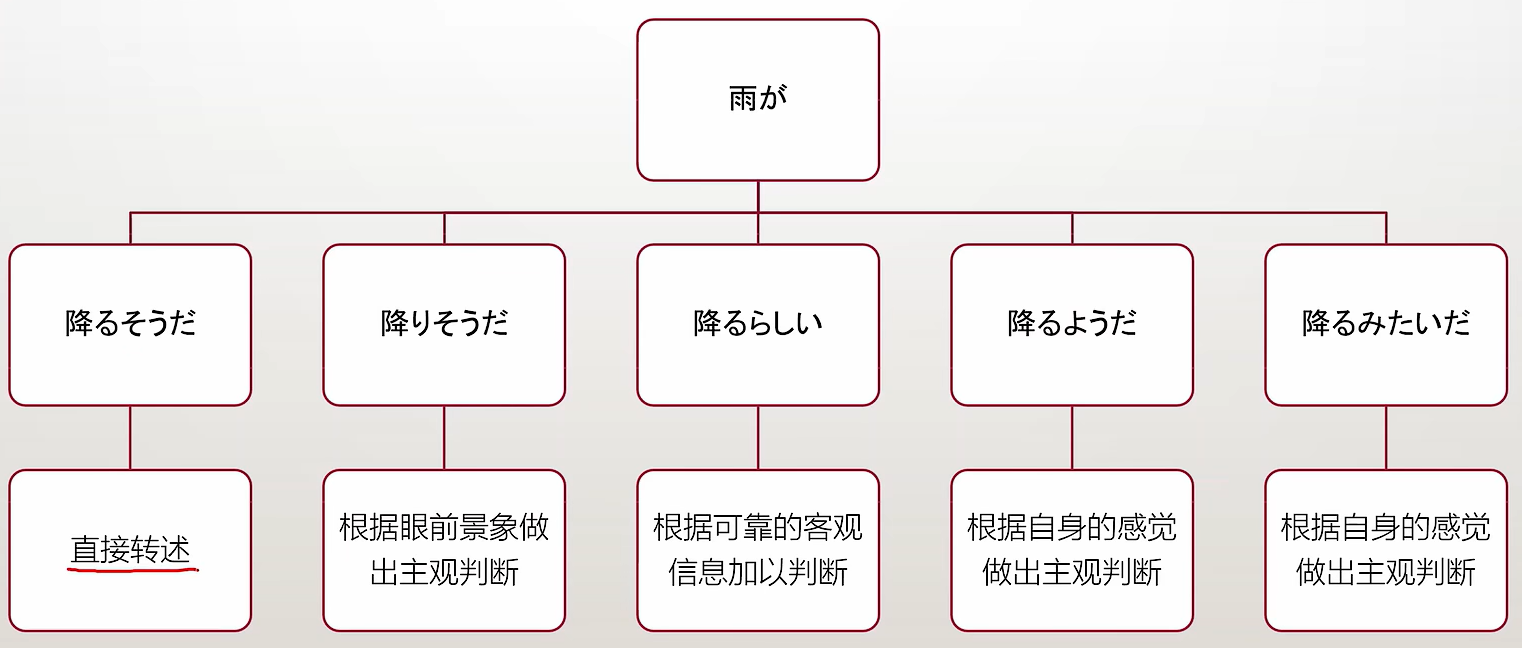 雨が
降るそうだ
降りそうだ
降るらしい
降るようだ
降るみたいだ
直接转述
根据眼前景象做
出主观判断
根据可靠的客观
信息加以判断
根据自身的感觉
做出主观判断
根据自身的感觉
做出主观判断